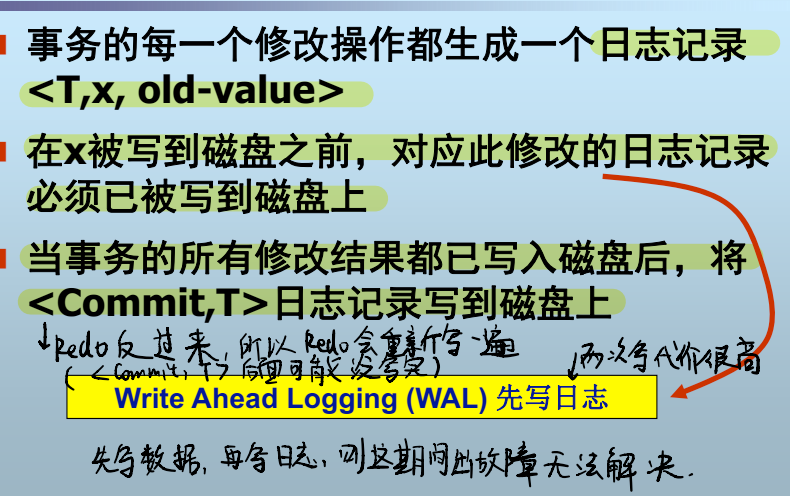 事务的每一个修改操作都生成一个日志记录
<T,x, old-value>
在x被写到磁盘之前，对应此修改的日志记录
必须已被写到磁盘上
当事务的所有修改结果都已写入磁盘后，将
<Commit,T>日志记录写到磁盘上
Redo反过来，所以Redo会重新写一遍
(<Commit, T>后面可能没写完)
两次写代价很高
Write Ahead Logging (WAL) 先写日志
先写数据，再写日志，则这期间出故障无法解决.